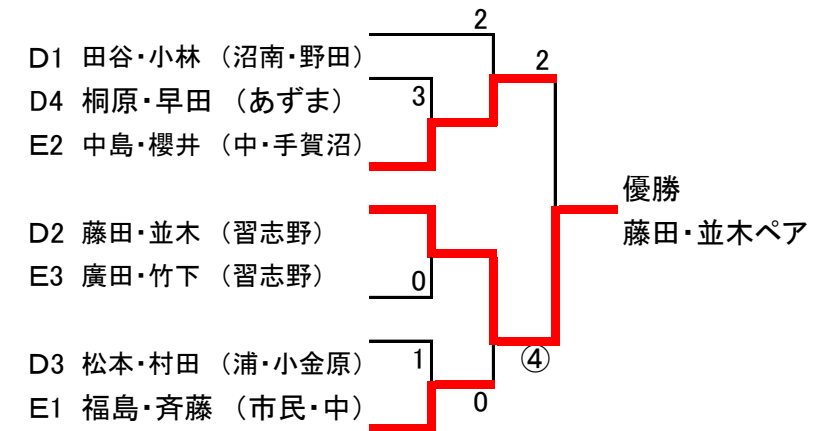 2
D1 田谷・小林 （沼南・野田）
2
D4 桐原・早田 （あずま）
3
E2 中島・櫻井 （中・手賀沼）
優勝
D2 藤田・並木 （習志野）
藤田・並木ペア
E3 廣田・竹下 （習志野）
0
D3 松本・村田 （浦・小金原）
1
④
E1 福島・斉藤 （市民・中）
0